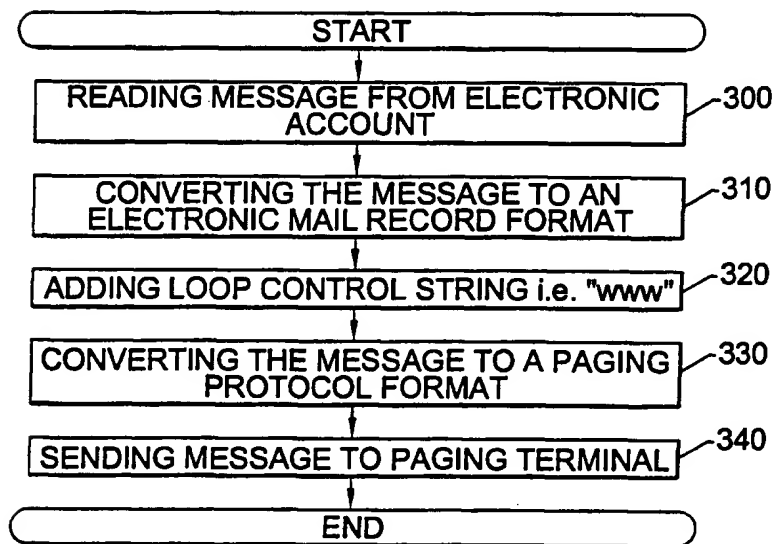 START
READING MESSAGE FROM ELECTRONIC
ACCOUNT
300
CONVERTING THE MESSAGE TO AN
ELECTRONIC MAIL RECORD FORMAT
310
ADDING LOOP CONTROL STRING i.e. "www"
320
CONVERTING THE MESSAGE TO A PAGING
PROTOCOL FORMAT
330
SENDING MESSAGE TO PAGING TERMINAL
340
END